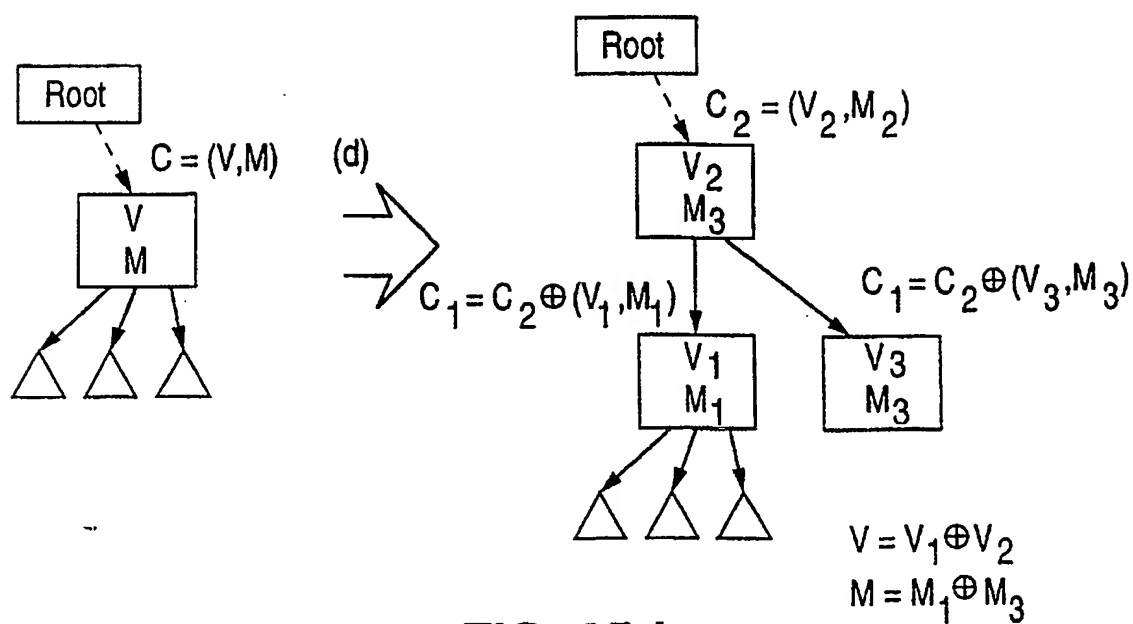 Root
C = (V,M)
V
M
(d)
Root
C₂ = (V₂,M₂)
V₂
M₃
C₁ = C₂ ⊕ (V₁,M₁)
C₁ = C₂ ⊕ (V₃,M₃)
V₁
M₁
V₃
M₃
V = V₁ ⊕ V₂
M = M₁ ⊕ M₃